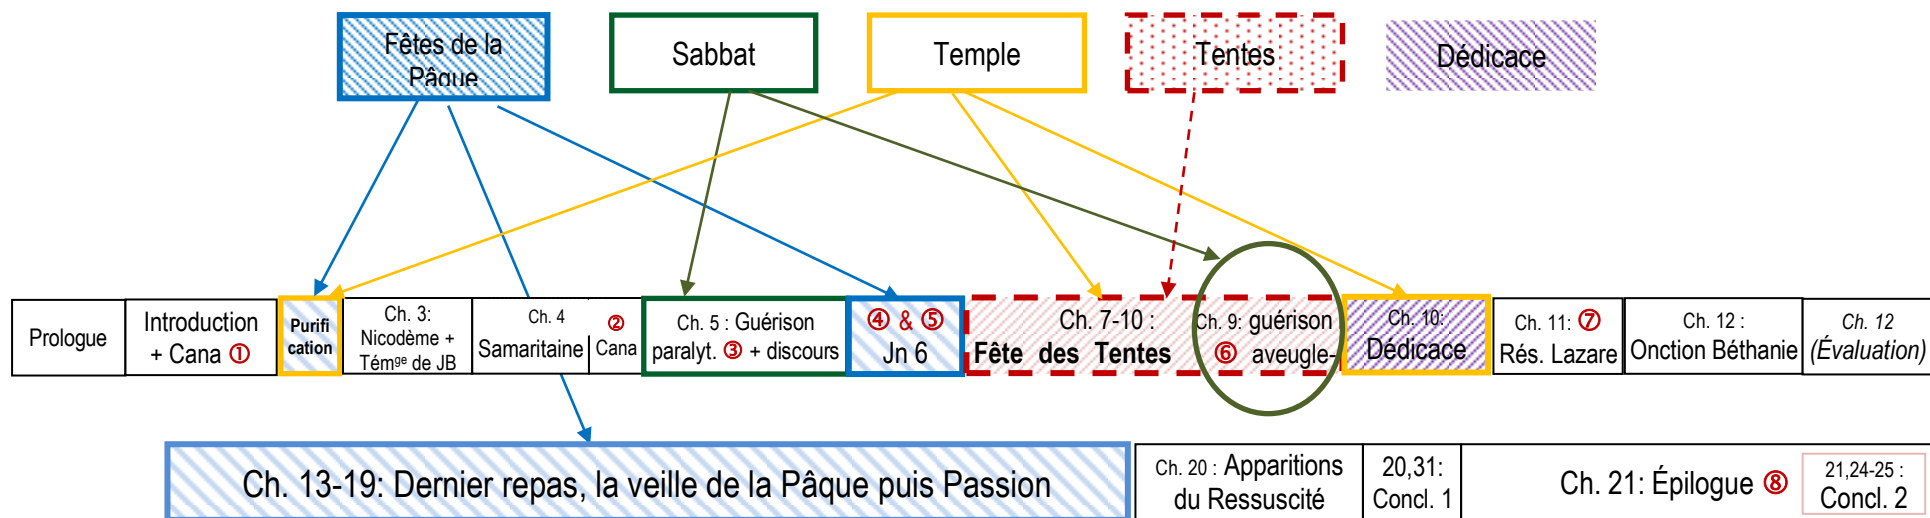 Fêtes de la
Pâque
Sabbat
Temple
Tentes
Dédicace
Prologue
Introduction
+ Cana ①
Purifi
cation
Ch. 3:
Nicodème +
Témᵍᵉ de JB
Ch. 4
Samaritaine
②
Cana
Ch. 5 : Guérison
paralyt. ③ + discours
④ & ⑤
Jn 6
Ch. 7-10 :
Fête des Tentes
Ch. 9: guérison
⑥ aveugle-
Ch. 10:
Dédicace
Ch. 11: ⑦
Rés. Lazare
Ch. 12 :
Onction Béthanie
Ch. 12
(Évaluation)
Ch. 13-19: Dernier repas, la veille de la Pâque puis Passion
Ch. 20 : Apparitions
du Ressuscité
20,31:
Concl. 1
Ch. 21: Épilogue ⑧
21,24-25 :
Concl. 2